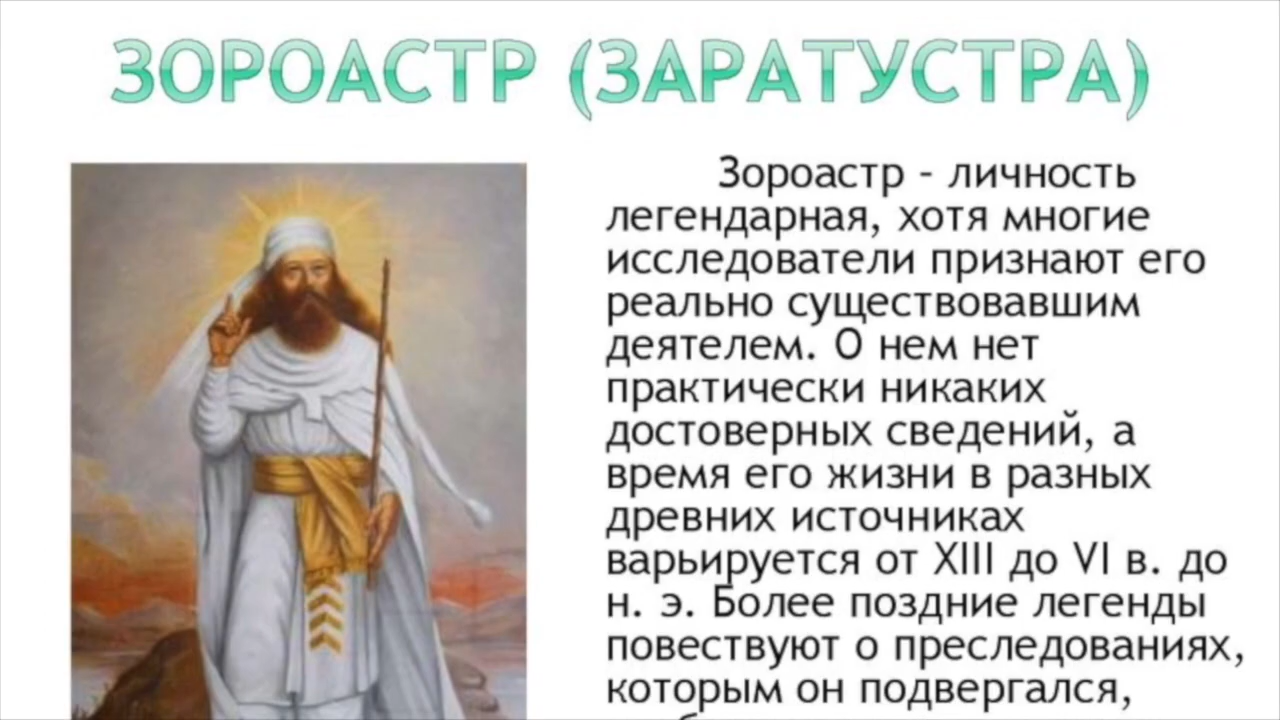 ЗОРОАСТР (ЗАРАТУСТРА)
Зороастр - личность
легендарная, хотя многие
исследователи признают его
реально существовавшим
деятелем. О нем нет
практически никаких
достоверных сведений, а
время его жизни в разных
древних источниках
варьируется от XIII до VI в. до
н. э. Более поздние легенды
повествуют о преследованиях,
которым он подвергался,